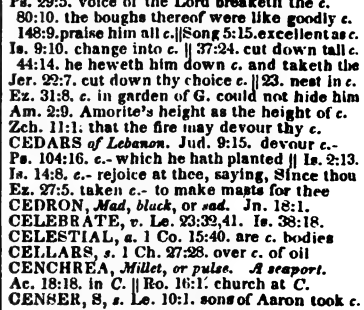 Ps. 29:5. voice of the Lord breaketh the c.
80:10. the boughs thereof were like goodly c.
148:9.praise him all c.||Song 5:15.excellent as c.
Is. 9:10. change into c. || 37:24. cut down tall c.
44:14. he heweth him down c. and taketh the
Jer. 22:7. cut down thy choice c. || 23. nest in c.
Ez. 31:8. c. in garden of G. could not hide him
Am. 2:9. Amorite's height as the height of c.
Zch. 11:1. that the fire may devour thy c.
CEDARS of Lebanon. Jud. 9:15. devour c.-
Ps. 104:16. c.- which he hath planted || Is. 2:13.
Is. 14:8. c.- rejoice at thee, saying, Since thou
Ez. 27:5. taken c.- to make masts for thee
CEDRON, Mad, black, or sad. Jn. 18:1.
CELEBRATE, v. Le. 23:32,41. Is. 38:18.
CELESTIAL, a. 1 Co. 15:40. are c. bodies
CELLARS, s. 1 Ch. 27:28. over c. of oil
CENCHREA, Millet, or pulse. A seaport.
Ac. 18:18. in C. || Ro. 16:1. church at C.
CENSER, S, s. Le. 10:1. sons of Aaron took c.